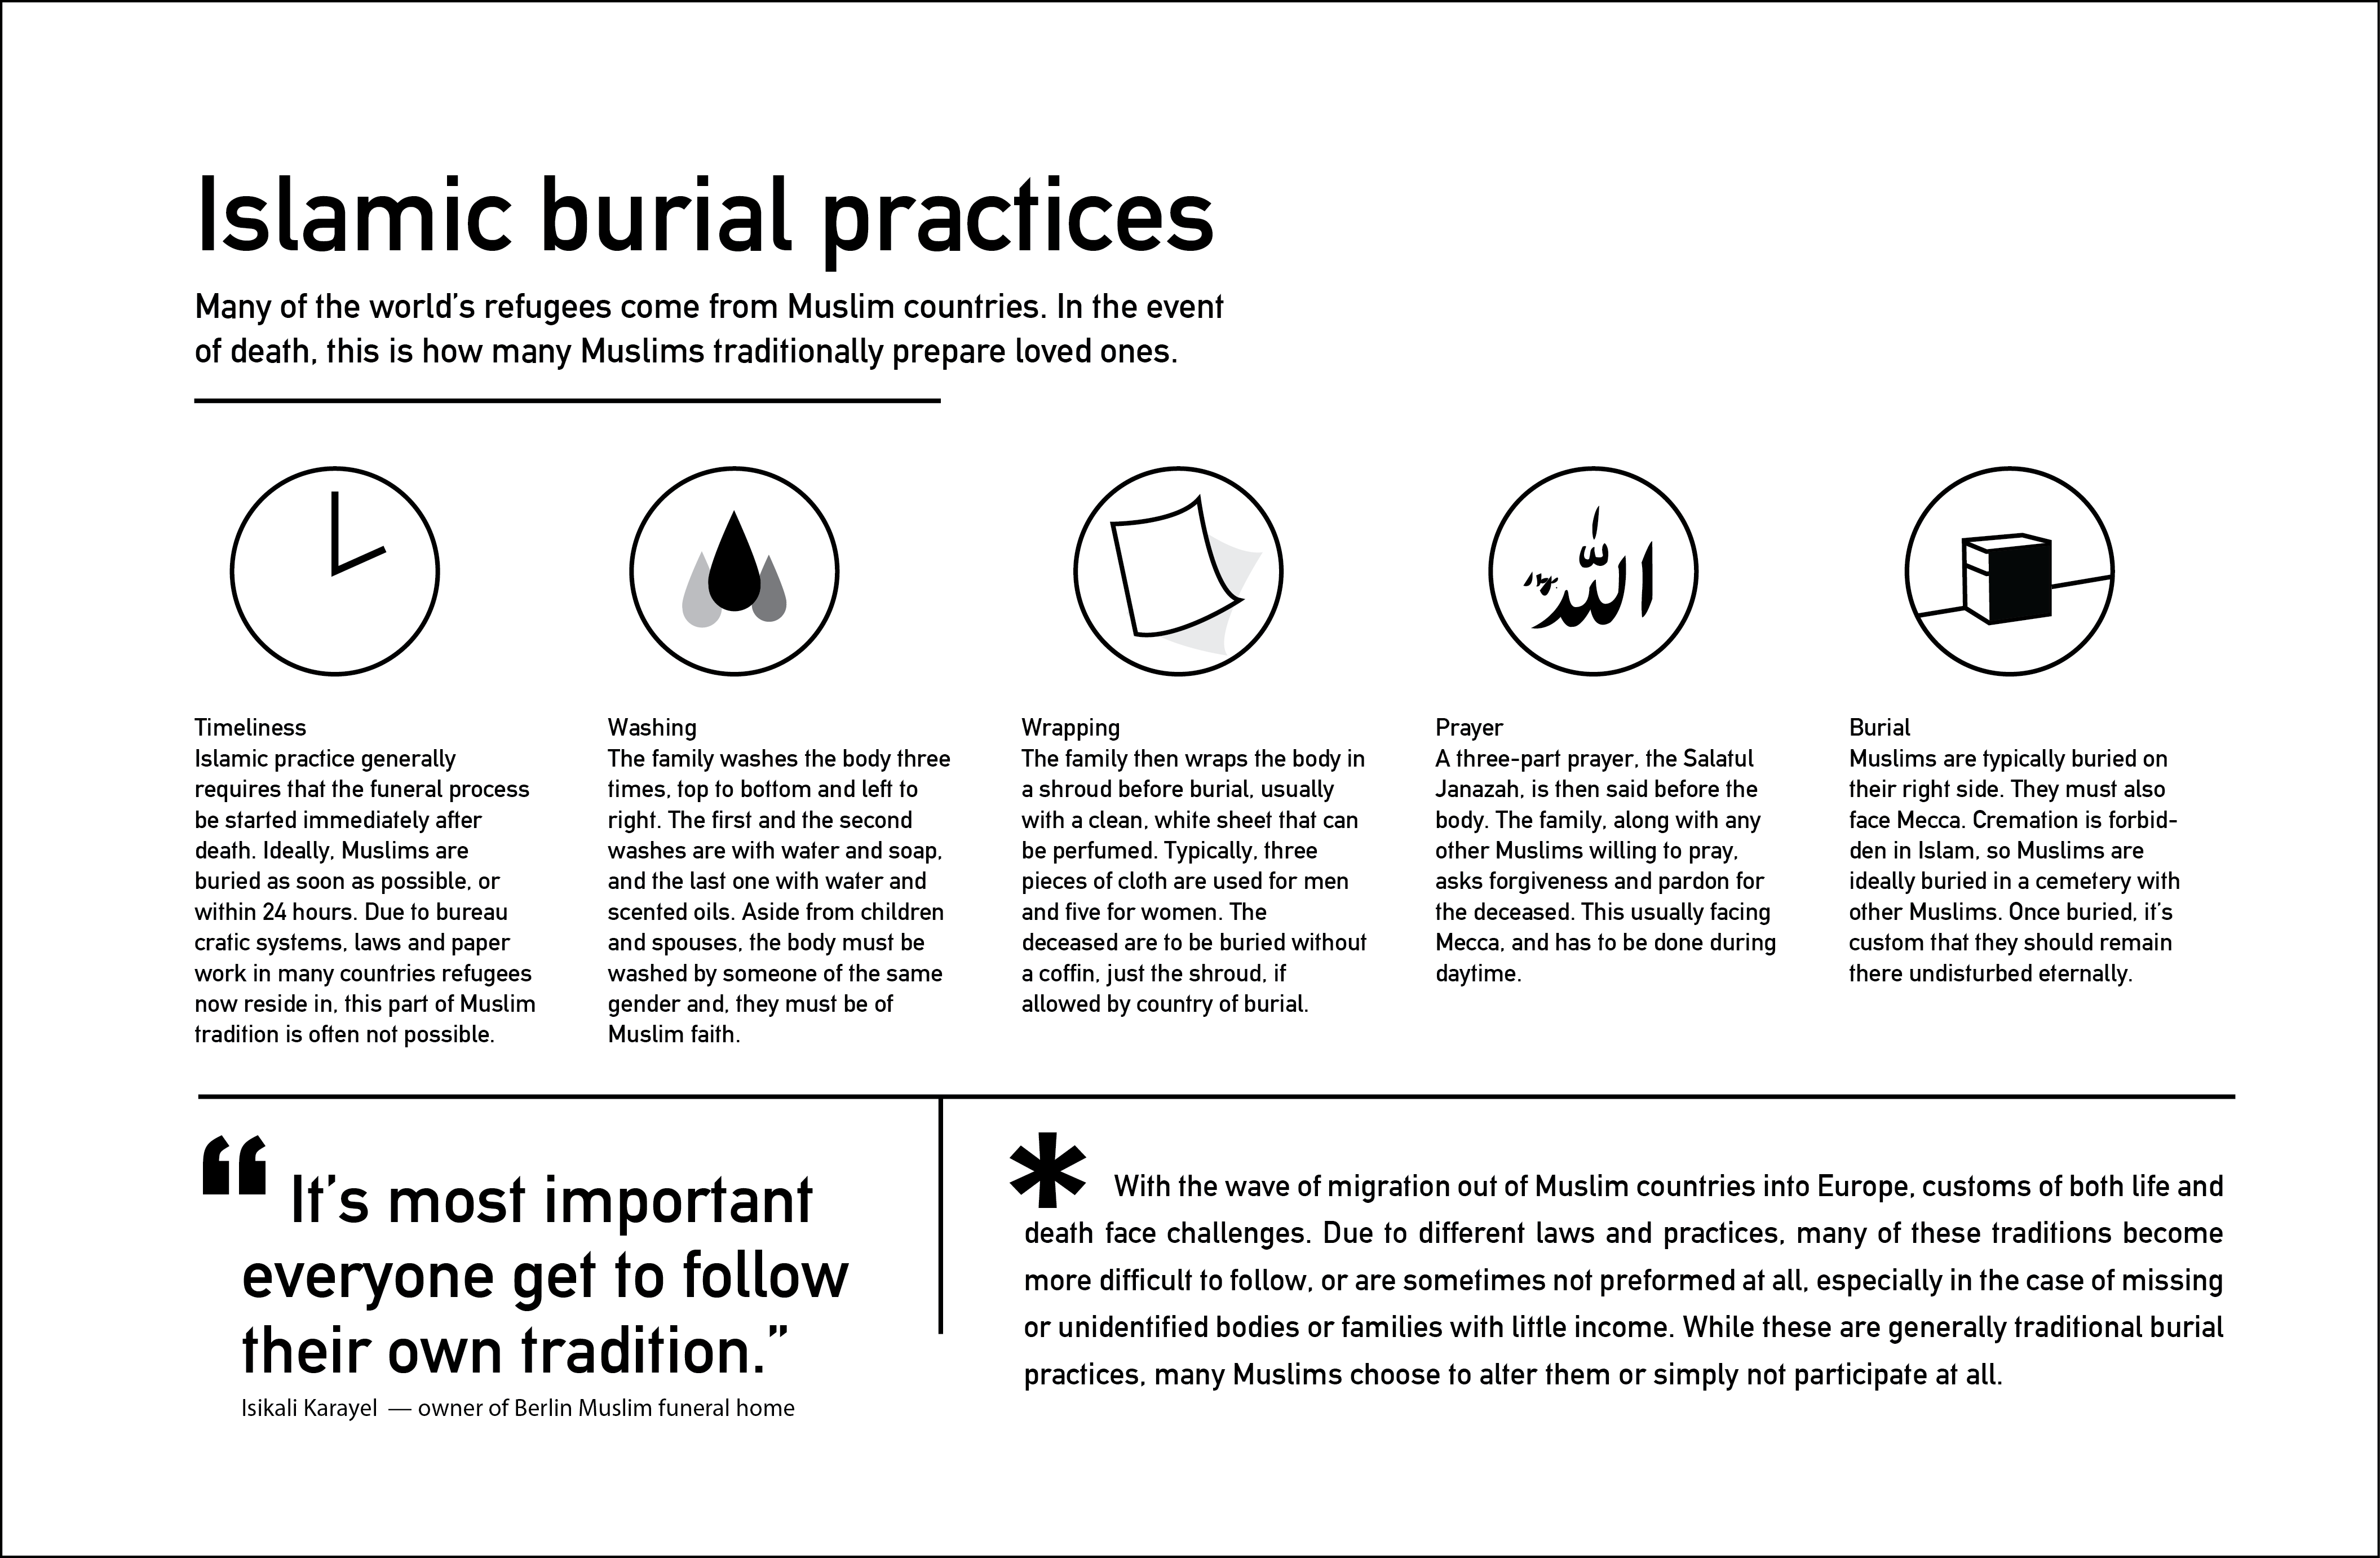 Islamic burial practices
Many of the world’s refugees come from Muslim countries. In the event
of death, this is how many Muslims traditionally prepare loved ones.
الله
Timeliness
Islamic practice generally
requires that the funeral process
be started immediately after
death. Ideally, Muslims are
buried as soon as possible, or
within 24 hours. Due to bureau
cratic systems, laws and paper
work in many countries refugees
now reside in, this part of Muslim
tradition is often not possible.
Washing
The family washes the body three
times, top to bottom and left to
right. The first and the second
washes are with water and soap,
and the last one with water and
scented oils. Aside from children
and spouses, the body must be
washed by someone of the same
gender and, they must be of
Muslim faith.
Wrapping
The family then wraps the body in
a shroud before burial, usually
with a clean, white sheet that can
be perfumed. Typically, three
pieces of cloth are used for men
and five for women. The
deceased are to be buried without
a coffin, just the shroud, if
allowed by country of burial.
Prayer
A three-part prayer, the Salatul
Janazah, is then said before the
body. The family, along with any
other Muslims willing to pray,
asks forgiveness and pardon for
the deceased. This usually facing
Mecca, and has to be done during
daytime.
Burial
Muslims are typically buried on
their right side. They must also
face Mecca. Cremation is forbid-
den in Islam, so Muslims are
ideally buried in a cemetery with
other Muslims. Once buried, it’s
custom that they should remain
there undisturbed eternally.
“ It’s most important
everyone get to follow
their own tradition.”
Isikali Karayel — owner of Berlin Muslim funeral home
* With the wave of migration out of Muslim countries into Europe, customs of both life and
death face challenges. Due to different laws and practices, many of these traditions become
more difficult to follow, or are sometimes not preformed at all, especially in the case of missing
or unidentified bodies or families with little income. While these are generally traditional burial
practices, many Muslims choose to alter them or simply not participate at all.